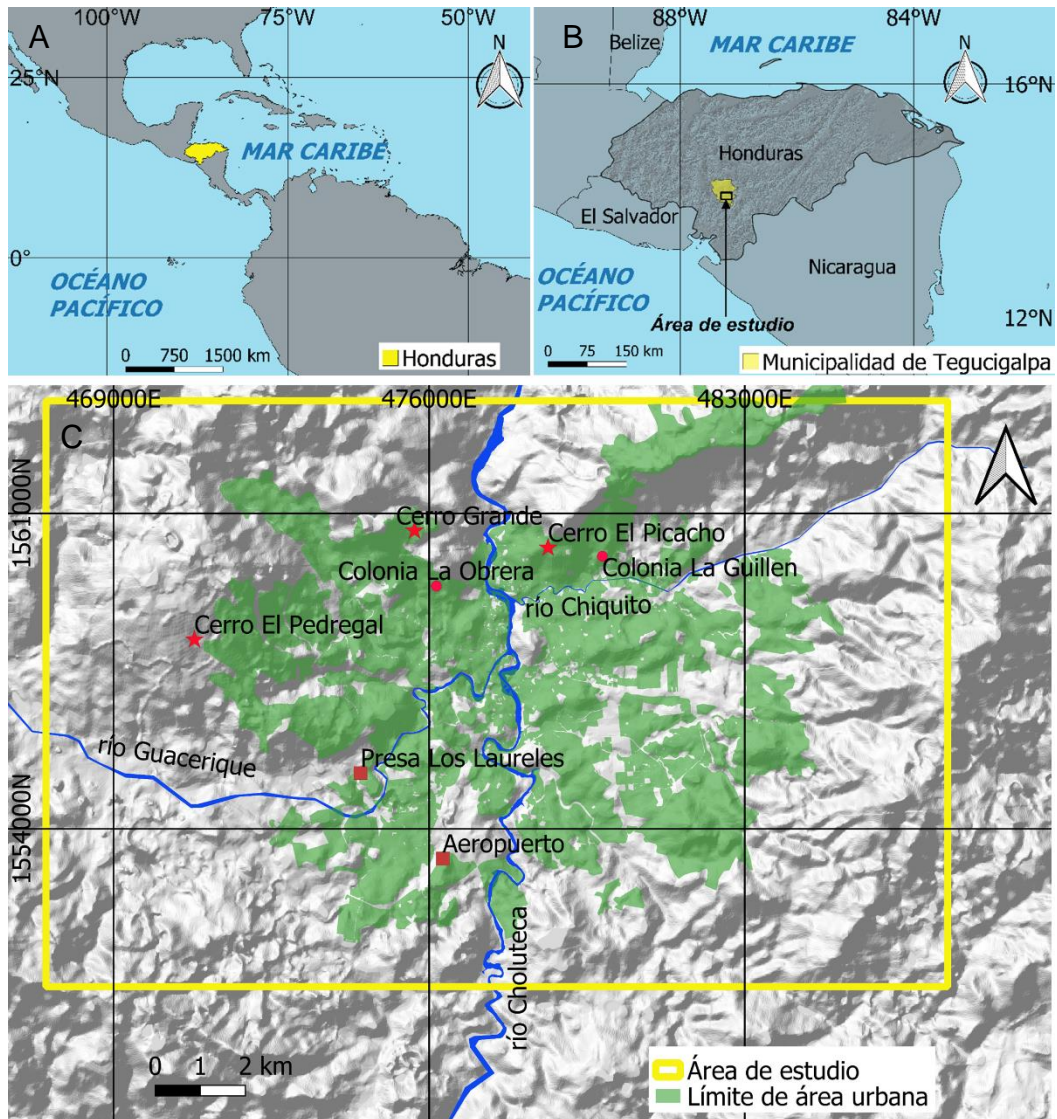 100°W
75°W
50°W
A
N
25°N
MAR CARIBE
0°
OCÉANO
PACÍFICO
0 750 1500 km
Honduras
88°W
84°W
B
Belize
MAR CARIBE
N
16°N
Honduras
El Salvador
Nicaragua
OCÉANO
PACÍFICO
12°N
Área de estudio
0 75 150 km
Municipalidad de Tegucigalpa
469000E
476000E
483000E
C
1561000N
Cerro Grande
Cerro El Picacho
Colonia La Obrera
Colonia La Guillen
río Chiquito
Cerro El Pedregal
río Guacerique
Presa Los Laureles
1554000N
Aeropuerto
río Choluteca
0 1 2 km
Área de estudio
Límite de área urbana